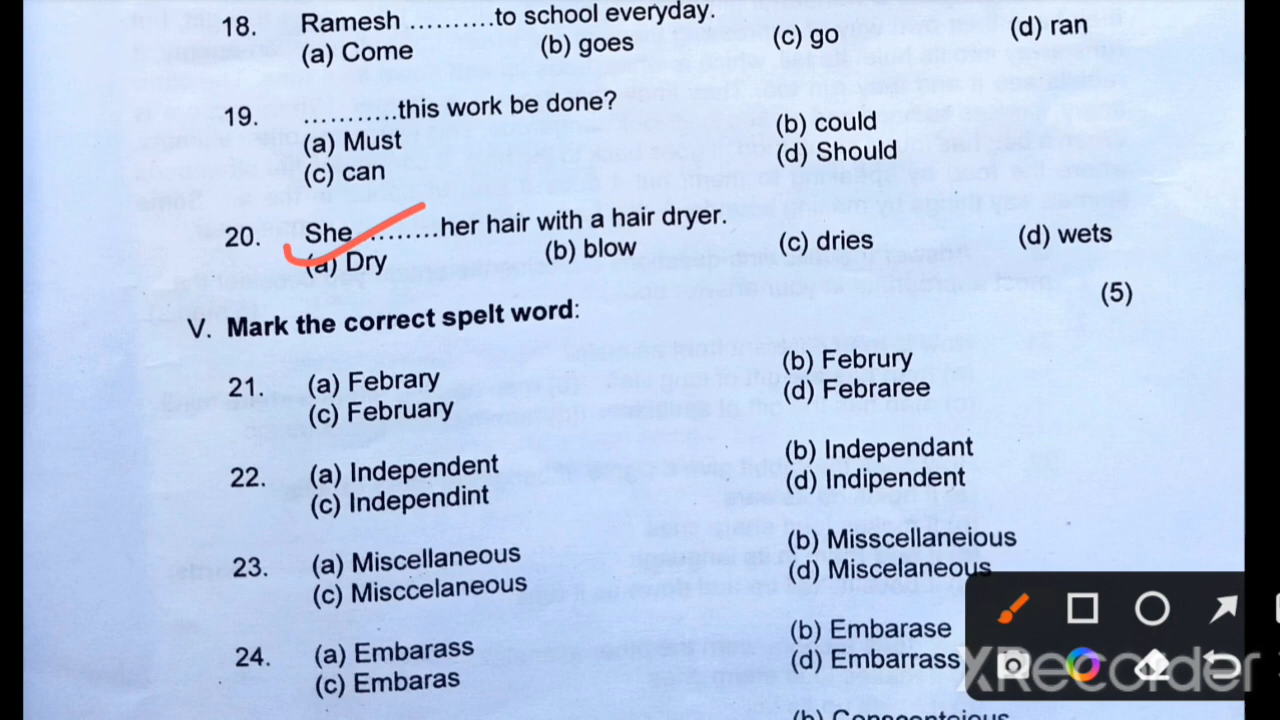 18. Ramesh ..........to school everyday.
(a) Come (b) goes (c) go (d) ran
19. ............this work be done?
(a) Must (b) could
(c) can (d) Should
20. She ..........her hair with a hair dryer.
(a) Dry (b) blow (c) dries (d) wets
V. Mark the correct spelt word: (5)
21. (a) Febrary (b) Februry
(c) February (d) Febraree
22. (a) Independent (b) Independant
(c) Independint (d) Indipendent
23. (a) Miscellaneous (b) Misscellaneious
(c) Misccelaneous (d) Miscelaneous
24. (a) Embarass (b) Embarase
(c) Embaras (d) Embarrass
XRecorder